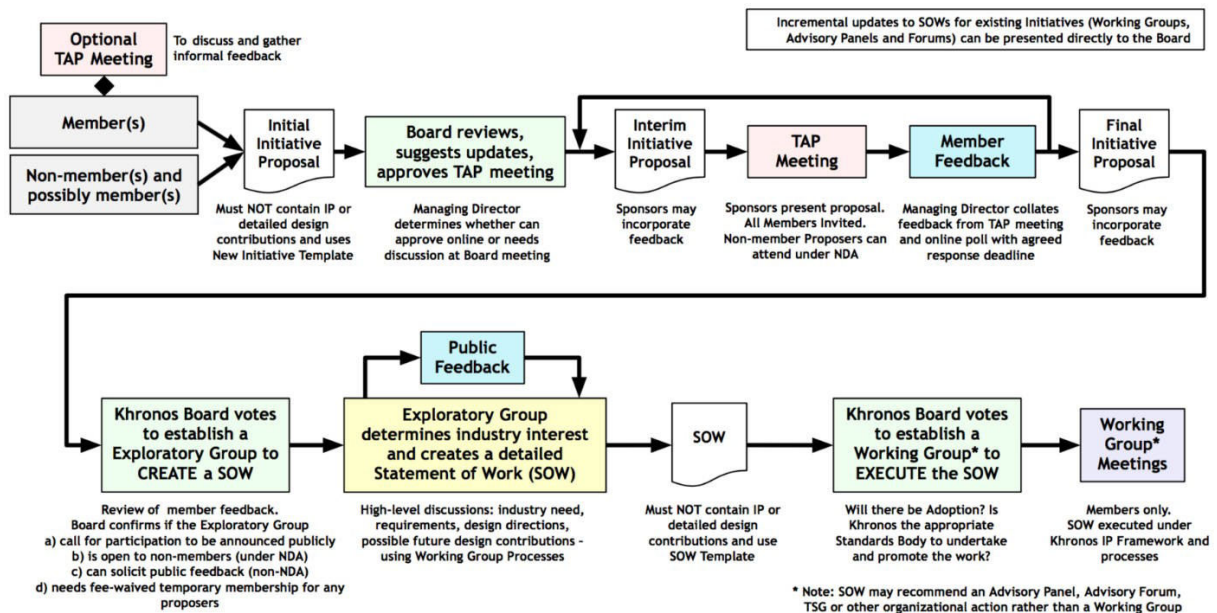 Optional
TAP Meeting
To discuss and gather
informal feedback
Incremental updates to SOWs for existing Initiatives (Working Groups,
Advisory Panels and Forums) can be presented directly to the Board
Member(s)
Non-member(s) and
possibly member(s)
Initial
Initiative
Proposal
Must NOT contain IP or
detailed design
contributions and uses
New Initiative Template
Board reviews,
suggests updates,
approves TAP meeting
Managing Director
determines whether can
approve online or needs
discussion at Board meeting
Interim
Initiative
Proposal
Sponsors may
incorporate feedback
TAP
Meeting
Sponsors present proposal.
All Members Invited.
Non-member Proposers can
attend under NDA
Member
Feedback
Managing Director collates
feedback from TAP meeting
and online poll with agreed
response deadline
Final
Initiative
Proposal
Sponsors may
incorporate feedback
Khronos Board votes
to establish a
Exploratory Group to
CREATE a SOW
Review of member feedback.
Board confirms if the Exploratory Group
a) call for participation to be announced publicly
b) is open to non-members (under NDA)
c) can solicit public feedback (non-NDA)
d) needs fee-waived temporary membership for any
proposers
Public
Feedback
Exploratory Group
determines industry interest
and creates a detailed
Statement of Work (SOW)
High-level discussions: industry need,
requirements, design directions,
possible future design contributions -
using Working Group Processes
SOW
Must NOT contain IP or
detailed design
contributions and use
SOW Template
Khronos Board votes
to establish a
Working Group* to
EXECUTE the SOW
Will there be Adoption? Is
Khronos the appropriate
Standards Body to undertake
and promote the work?
Working
Group*
Meetings
Members only.
SOW executed under
Khronos IP Framework and
processes
* Note: SOW may recommend an Advisory Panel, Advisory Forum,
TSG or other organizational action rather than a Working Group